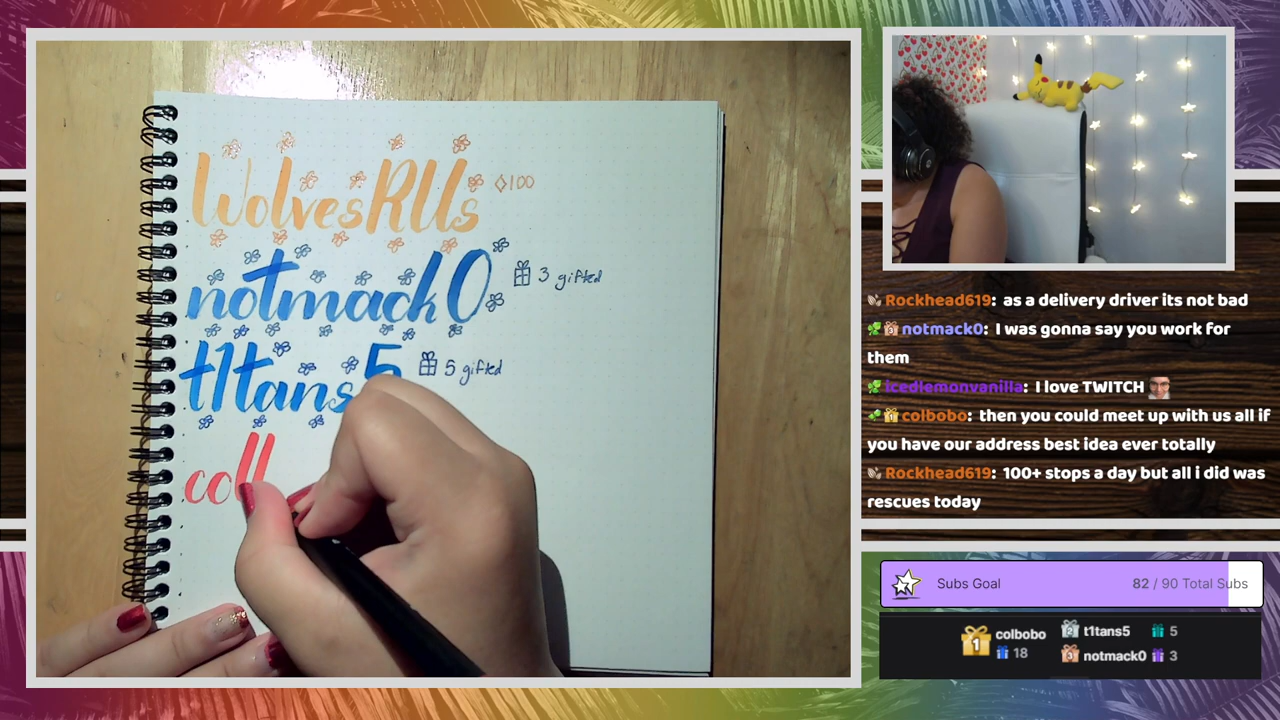 WolvesRUs ◇100
notmack0 3 gifted
t1tans5 5 gifted
colb
Rockhead619: as a delivery driver its not bad
notmack0: I was gonna say you work for
them
icedlemonvanilla: I love TWITCH
colbobo: then you could meet up with us all if
you have our address best idea ever totally
Rockhead619: 100+ stops a day but all i did was
rescues today
Subs Goal 82 / 90 Total Subs
1 colbobo 18
2 t1tans5 5
3 notmack0 3